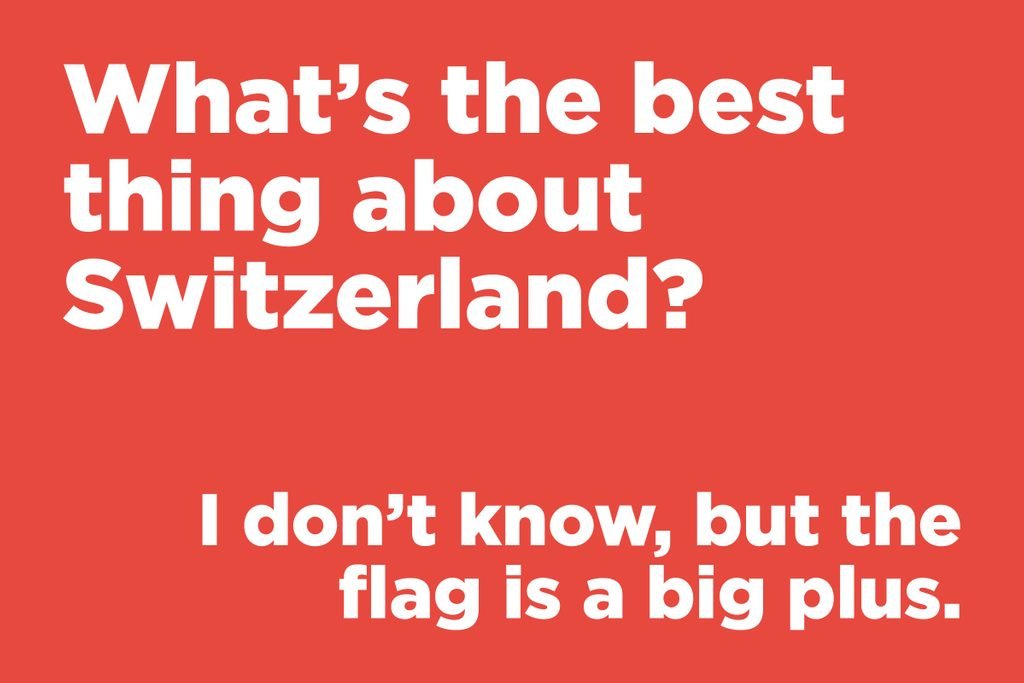 What’s the best
thing about
Switzerland?
I don’t know, but the
flag is a big plus.